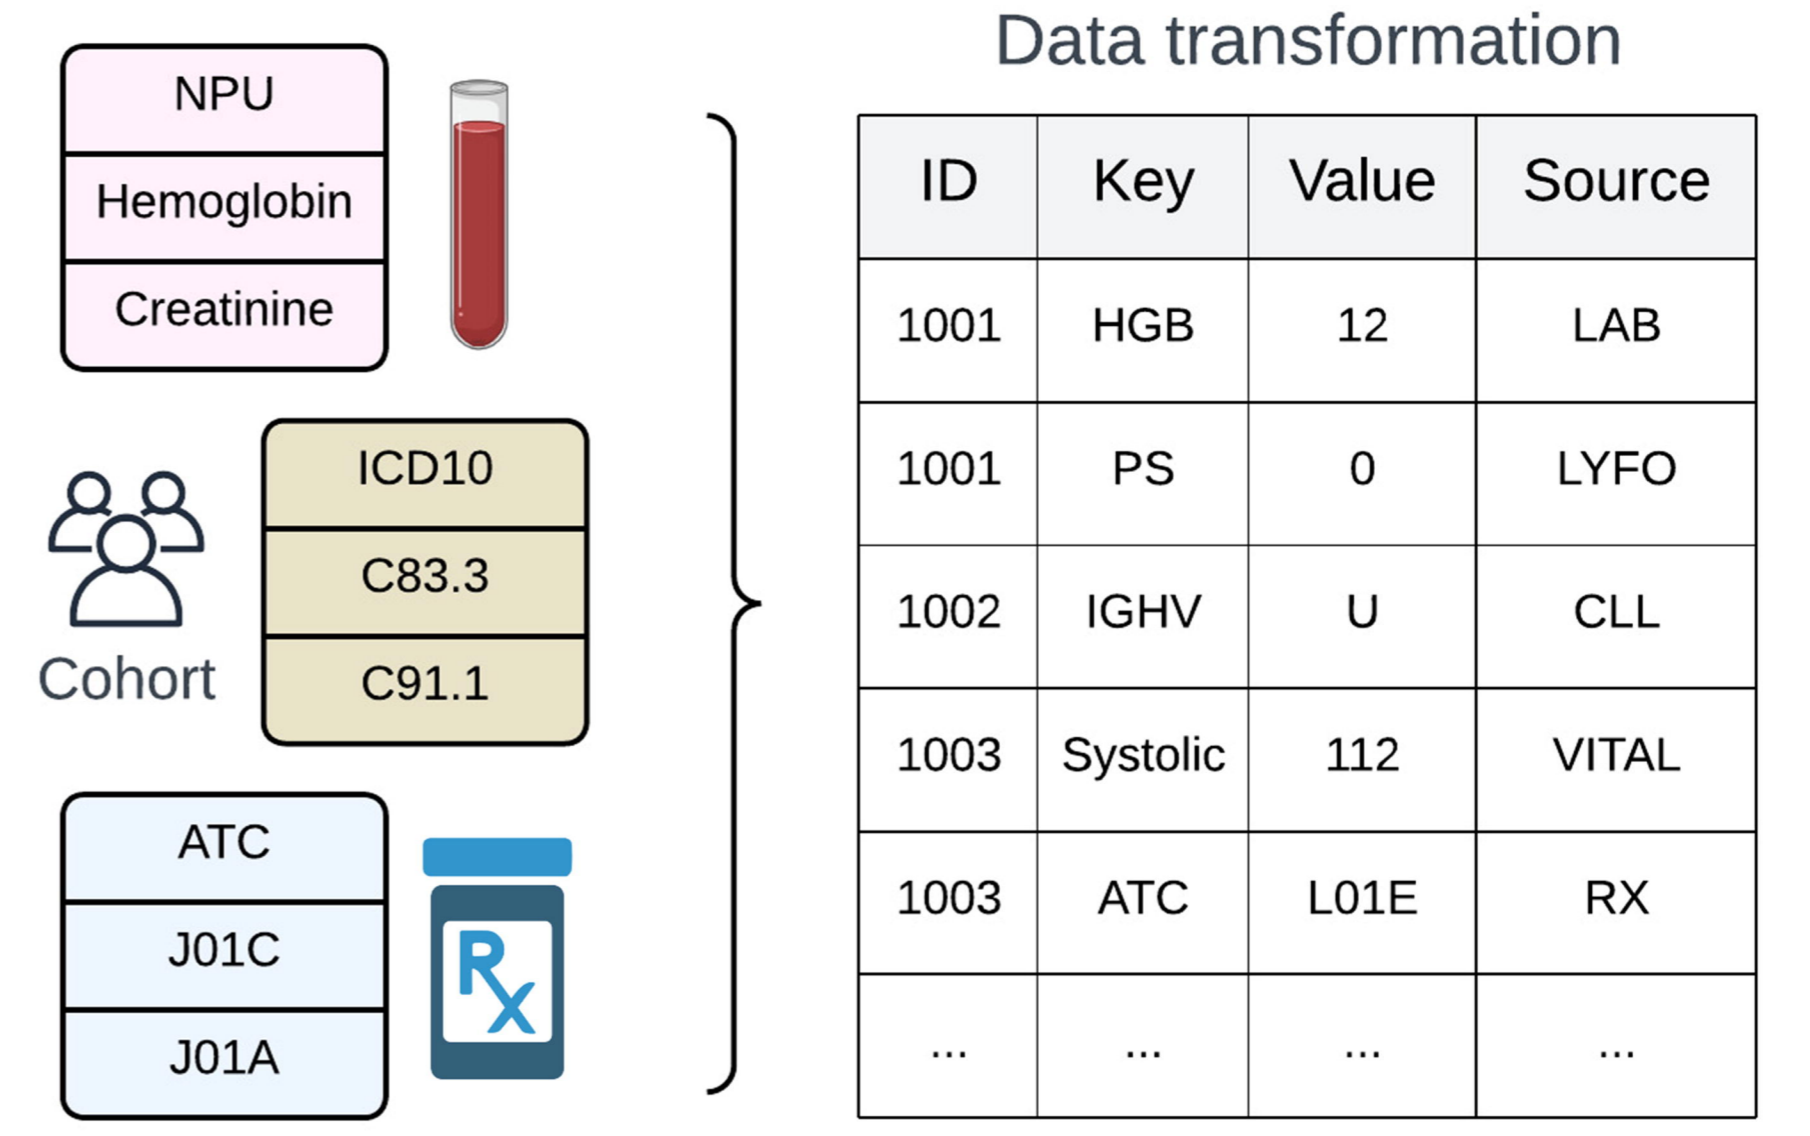 NPU
Hemoglobin
Creatinine
Cohort
ICD10
C83.3
C91.1
ATC
J01C
J01A
Rx
Data transformation
ID Key Value Source
1001 HGB 12 LAB
1001 PS 0 LYFO
1002 IGHV U CLL
1003 Systolic 112 VITAL
1003 ATC L01E RX
... ... ... ...